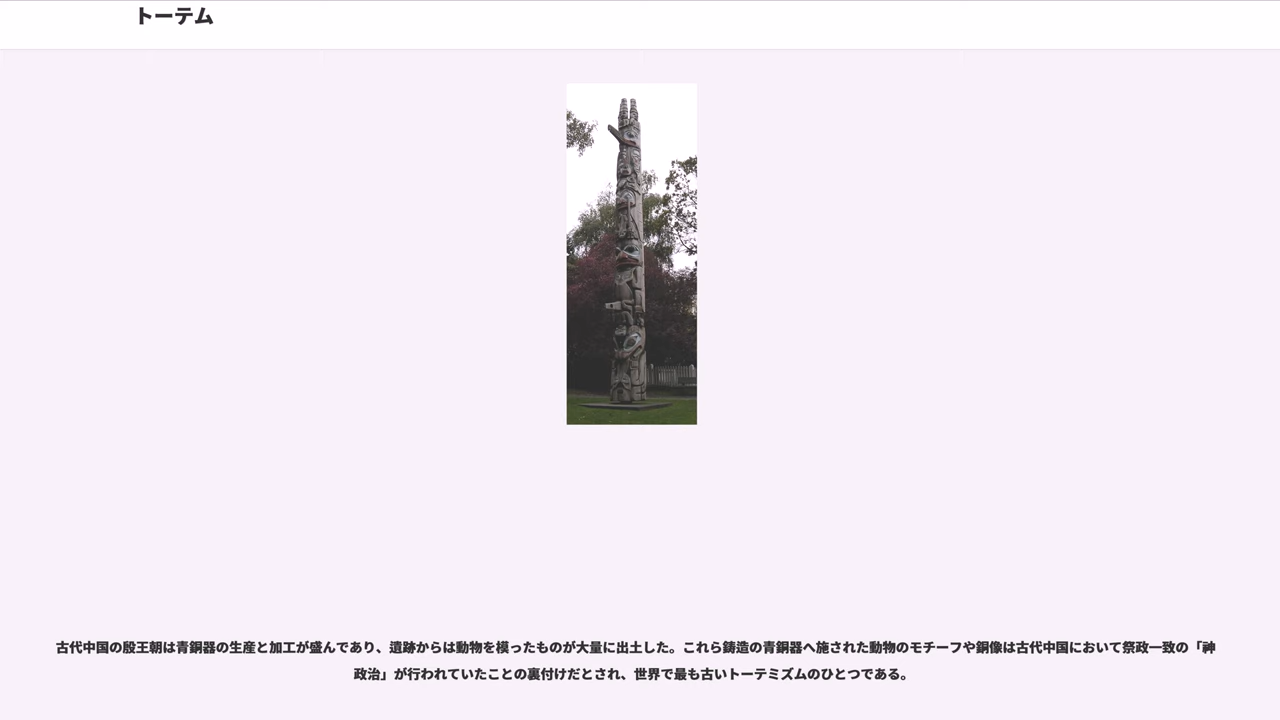 トーテム
古代中国の殷王朝は青銅器の生産と加工が盛んであり、遺跡からは動物を模ったものが大量に出土した。これら鋳造の青銅器へ施された動物のモチーフや銅像は古代中国において祭政一致の「神
政治」が行われていたことの裏付けだとされ、世界で最も古いトーテミズムのひとつである。